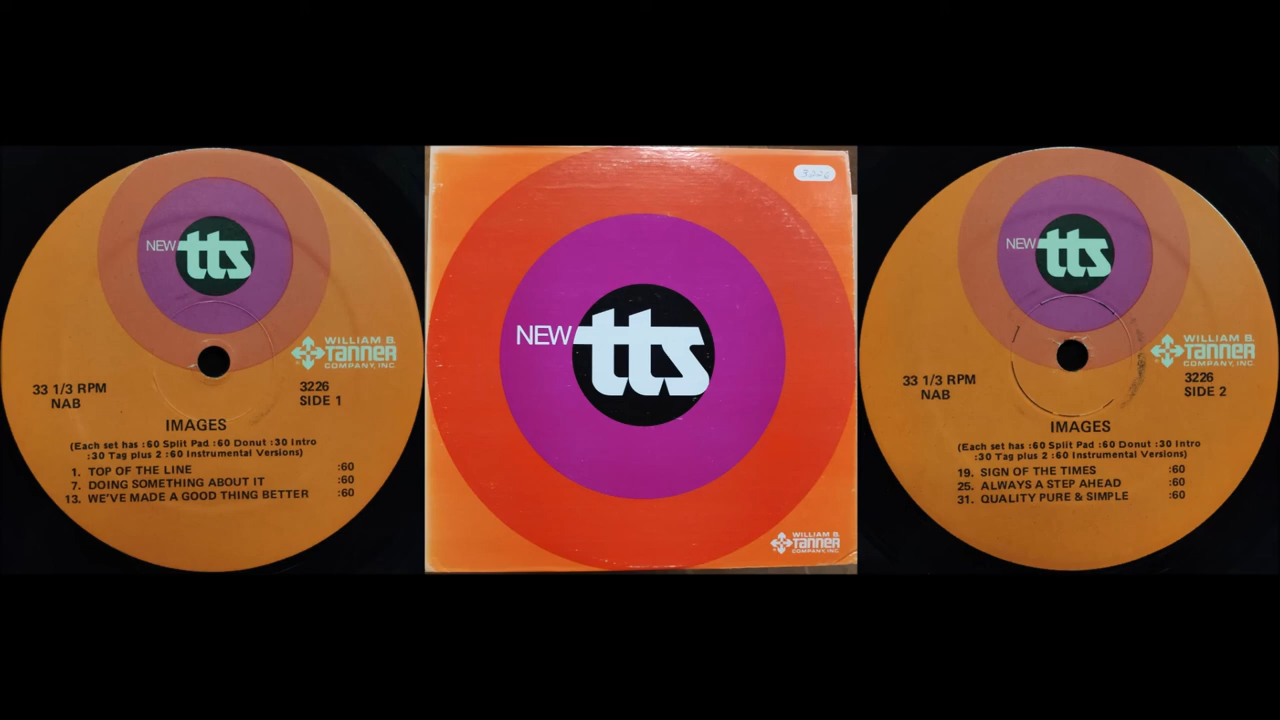 NEW tts
WILLIAM B.
TANNER
COMPANY, INC.
33 1/3 RPM
NAB
3226
SIDE 1
IMAGES
(Each set has :60 Split Pad :60 Donut :30 Intro
:30 Tag plus 2 :60 Instrumental Versions)
1. TOP OF THE LINE :60
7. DOING SOMETHING ABOUT IT :60
13. WE'VE MADE A GOOD THING BETTER :60
3226
NEW tts
WILLIAM B.
TANNER
COMPANY, INC.
NEW tts
WILLIAM B.
TANNER
COMPANY, INC.
33 1/3 RPM
NAB
3226
SIDE 2
IMAGES
(Each set has :60 Split Pad :60 Donut :30 Intro
:30 Tag plus 2 :60 Instrumental Versions)
19. SIGN OF THE TIMES :60
25. ALWAYS A STEP AHEAD :60
31. QUALITY PURE & SIMPLE :60